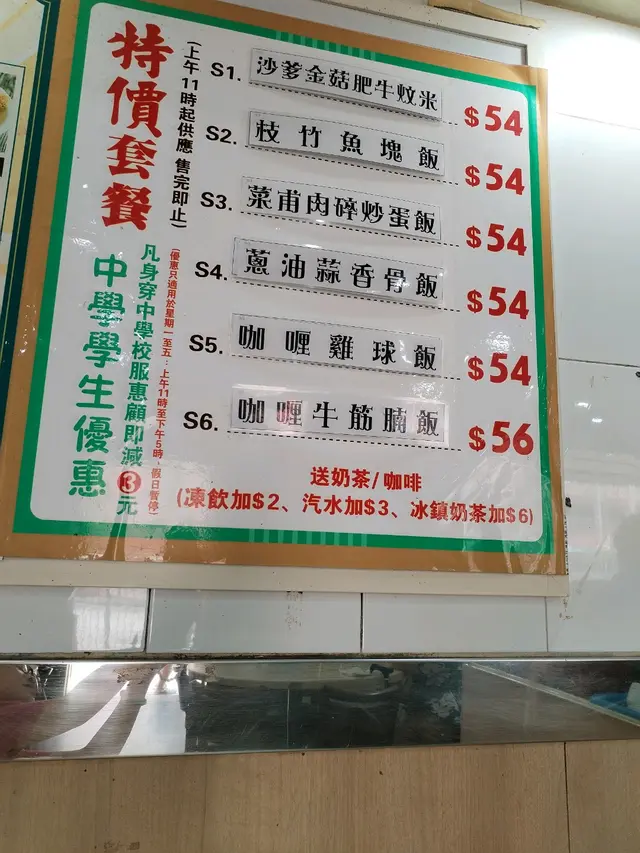 特價套餐
(上午11時起供應 售完即止)
S1. 沙爹金菇肥牛炆米 $54
S2. 枝竹魚塊飯 $54
S3. 菜甫肉碎炒蛋飯 $54
S4. 蔥油蒜香骨飯 $54
S5. 咖喱雞球飯 $54
S6. 咖喱牛筋腩飯 $56
送奶茶/咖啡
(凍飲加$2、汽水加$3、冰鎮奶茶加$6)
中學學生優惠
凡身穿中學校服惠顧即減3元
(優惠只適用於星期一至五：上午11時至下午5時、假日暫停)